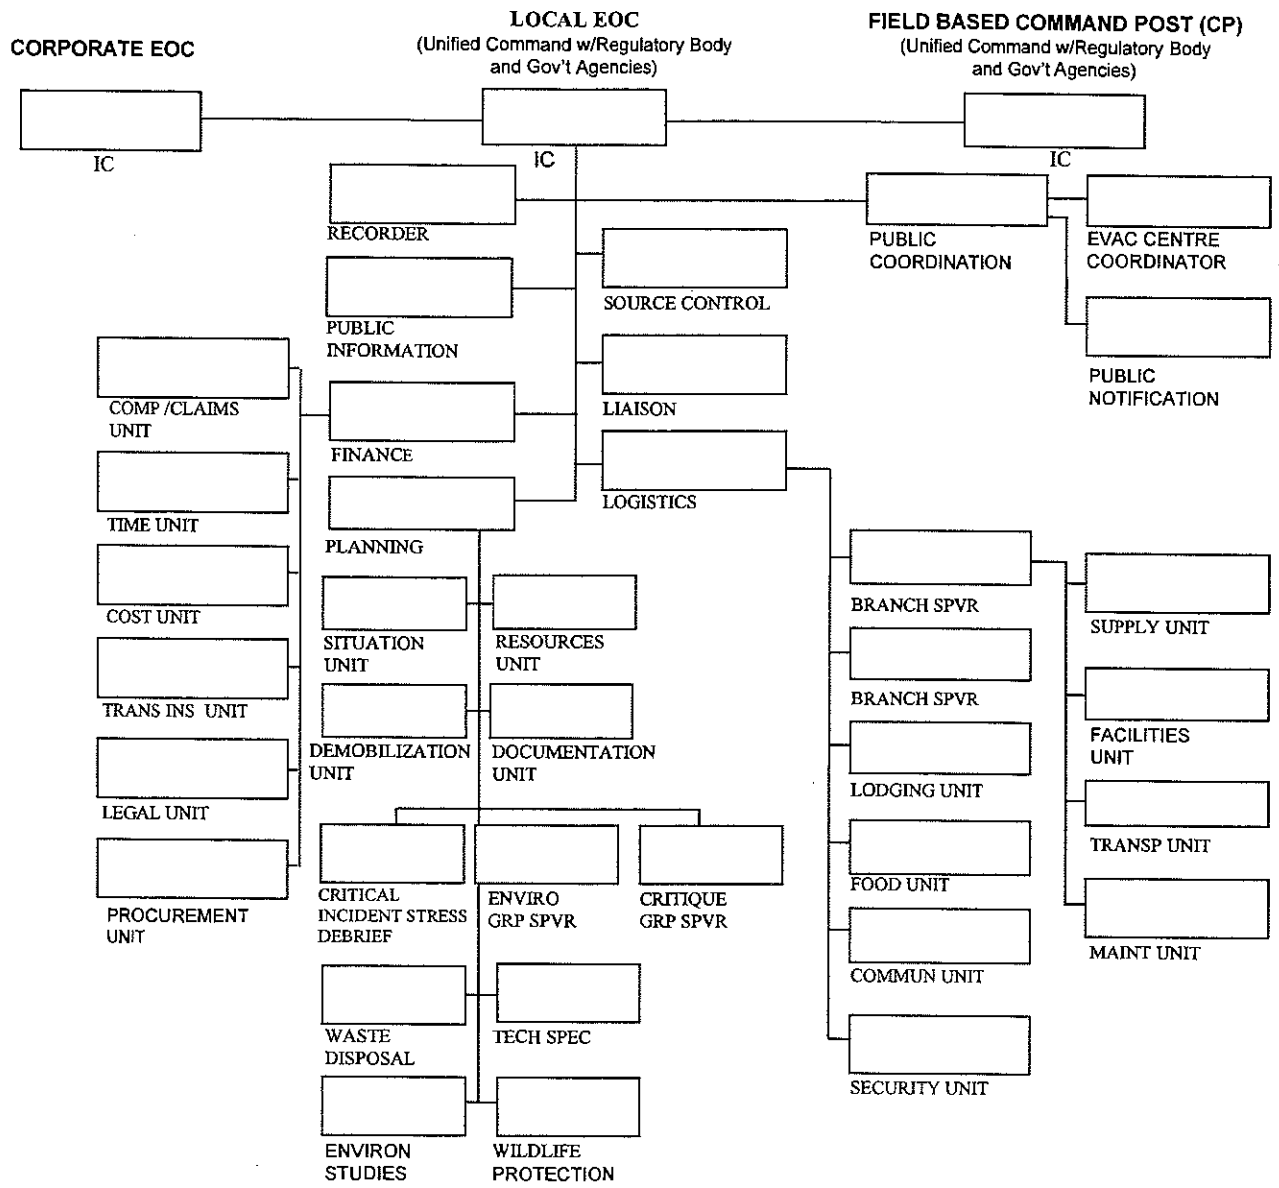 LOCAL EOC
(Unified Command w/Regulatory Body
and Gov't Agencies)
FIELD BASED COMMAND POST (CP)
(Unified Command w/Regulatory Body
and Gov't Agencies)
CORPORATE EOC
IC
IC
IC
RECORDER
PUBLIC
COORDINATION
EVAC CENTRE
COORDINATOR
SOURCE CONTROL
PUBLIC
INFORMATION
PUBLIC
NOTIFICATION
COMP /CLAIMS
UNIT
LIAISON
FINANCE
LOGISTICS
TIME UNIT
PLANNING
COST UNIT
BRANCH SPVR
SUPPLY UNIT
SITUATION
UNIT
RESOURCES
UNIT
TRANS INS UNIT
BRANCH SPVR
FACILITIES
UNIT
DEMOBILIZATION
UNIT
DOCUMENTATION
UNIT
LODGING UNIT
LEGAL UNIT
TRANSP UNIT
FOOD UNIT
CRITICAL
INCIDENT STRESS
DEBRIEF
ENVIRO
GRP SPVR
CRITIQUE
GRP SPVR
PROCUREMENT
UNIT
MAINT UNIT
COMMUN UNIT
WASTE
DISPOSAL
TECH SPEC
SECURITY UNIT
ENVIRON
STUDIES
WILDLIFE
PROTECTION